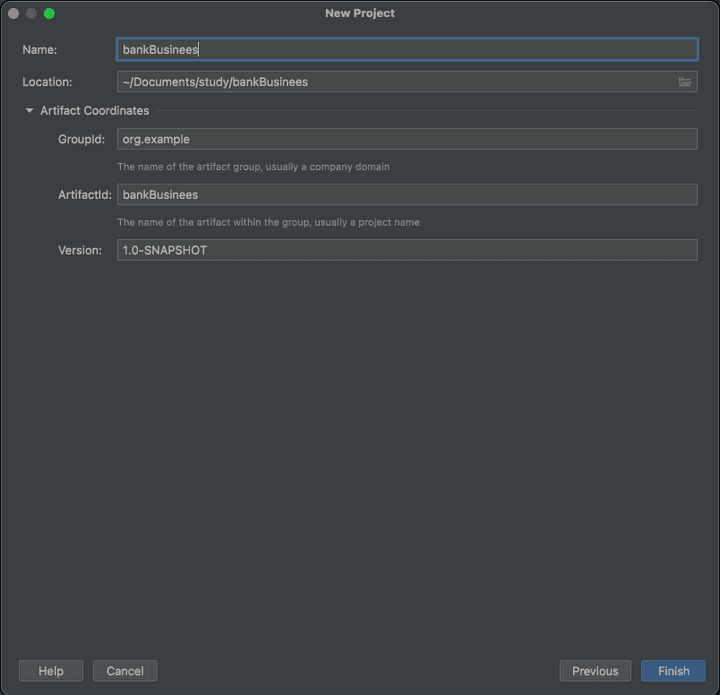 New Project
Name: bankBusinees
Location: ~/Documents/study/bankBusinees
Artifact Coordinates
GroupId: org.example
The name of the artifact group, usually a company domain
ArtifactId: bankBusinees
The name of the artifact within the group, usually a project name
Version: 1.0-SNAPSHOT
Help Cancel Previous Finish